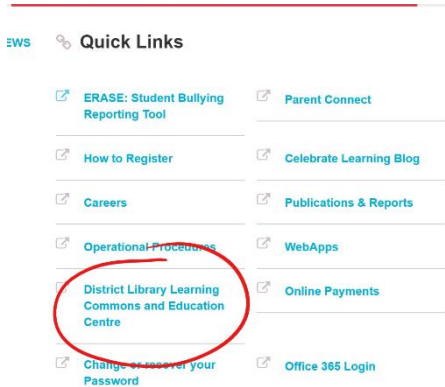 EWS
Quick Links
ERASE: Student Bullying
Reporting Tool
Parent Connect
How to Register
Celebrate Learning Blog
Careers
Publications & Reports
Operational Procedures
WebApps
District Library Learning
Commons and Education
Centre
Online Payments
Change or recover your
Password
Office 365 Login